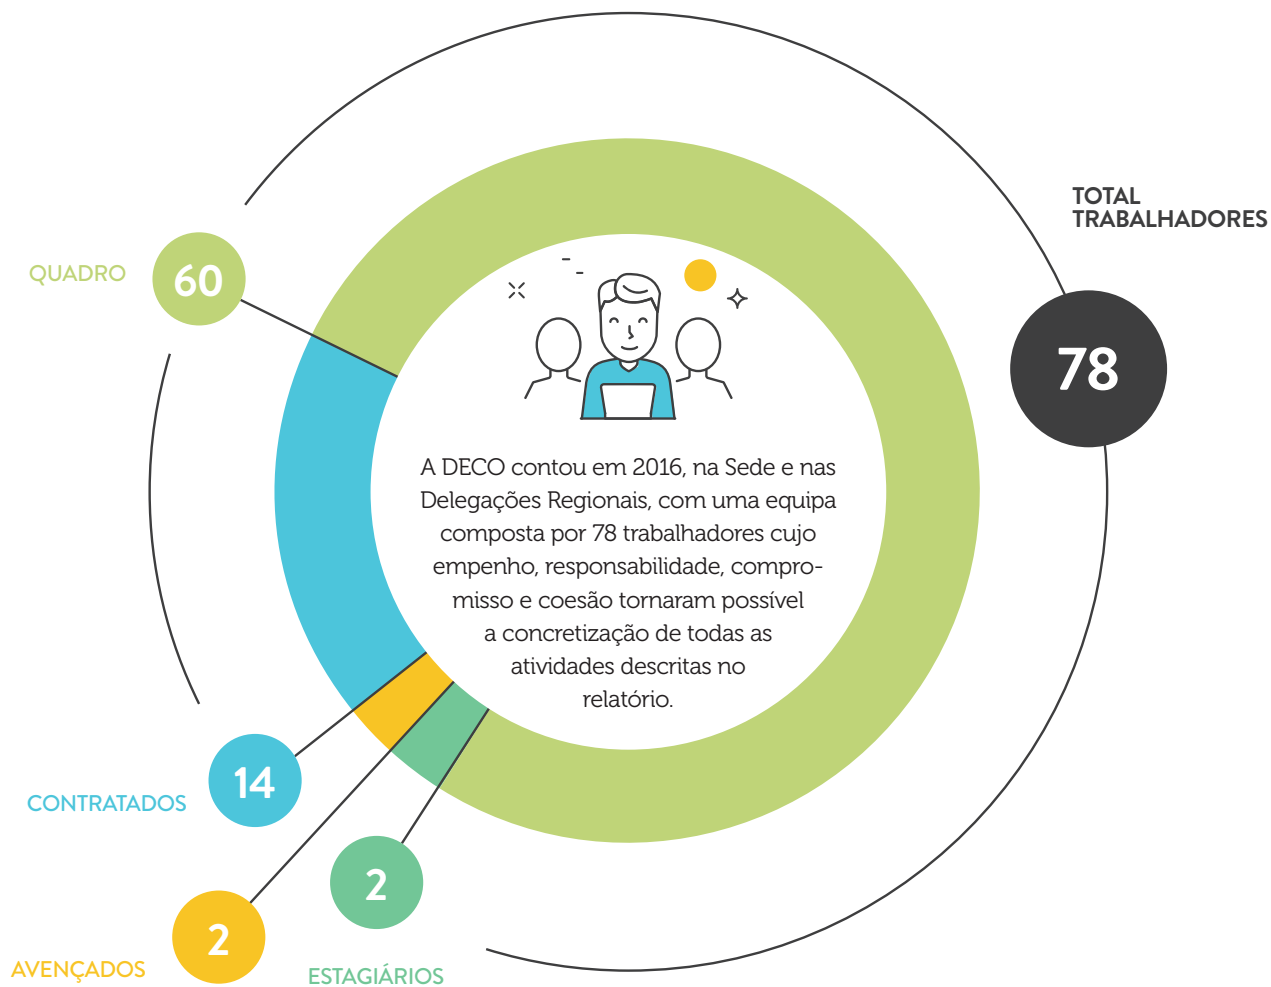 TOTAL
TRABALHADORES
78
QUADRO
60
A DECO contou em 2016, na Sede e nas
Delegações Regionais, com uma equipa
composta por 78 trabalhadores cujo
empenho, responsabilidade, compro-
misso e coesão tornaram possível
a concretização de todas as
atividades descritas no
relatório.
CONTRATADOS
14
AVENÇADOS
2
ESTAGIÁRIOS
2